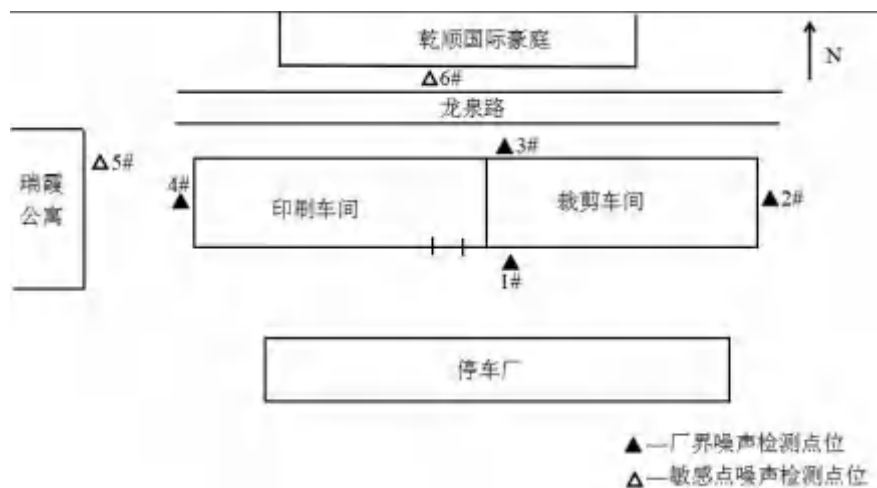 乾顺国际豪庭
N
6#
龙泉路
3#
5#
瑞霞
公寓
4#
印刷车间
裁剪车间
2#
1#
停车厂
—厂界噪声检测点位
—敏感点噪声检测点位